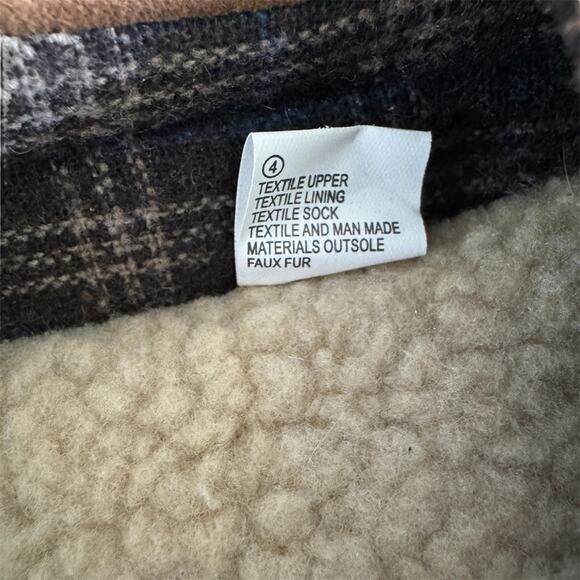 ④
TEXTILE UPPER
TEXTILE LINING
TEXTILE SOCK
TEXTILE AND MAN MADE
MATERIALS OUTSOLE
FAUX FUR